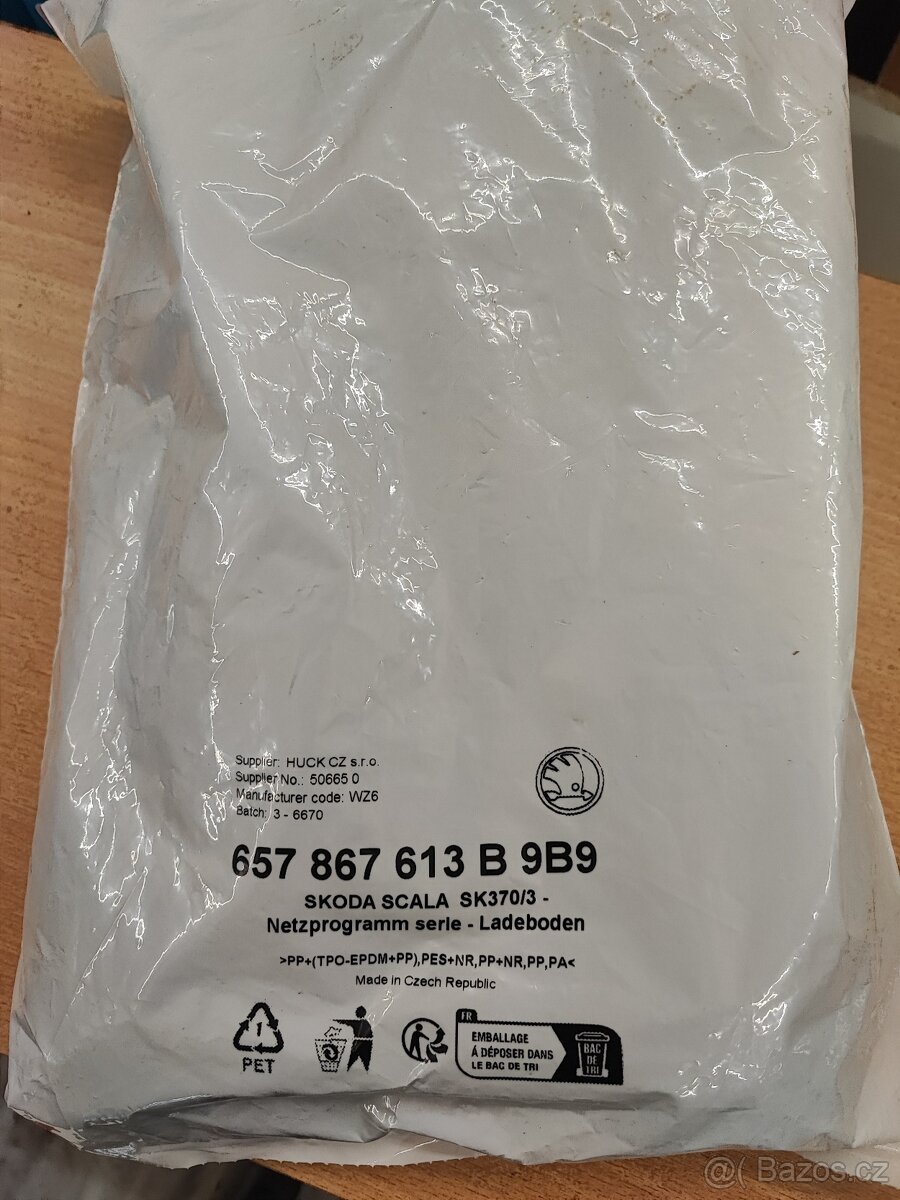 Supplier: HUCK CZ s.r.o.
Supplier No.: 50665 0
Manufacturer code: WZ6
Batch: 3 - 6670
657 867 613 B 9B9
SKODA SCALA SK370/3 -
Netzprogramm serie - Ladeboden
>PP+(TPO-EPDM+PP),PES+NR,PP+NR,PP,PA<
Made in Czech Republic
1
PET
FR
EMBALLAGE
À DÉPOSER DANS
LE BAC DE TRI
BAC
DE
TRI
Bazos.cz